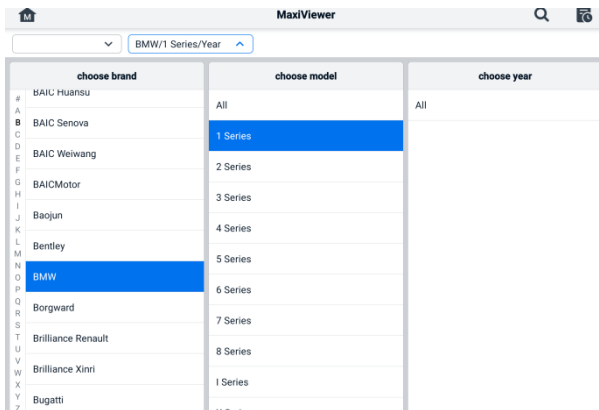 M MaxiViewer
BMW/1 Series/Year
choose brand
choose model
choose year
#
A
B
C
D
E
F
G
H
I
J
K
L
M
N
O
P
Q
R
S
T
U
V
W
X
Y
Z
BAIC Huansu
BAIC Senova
BAIC Weiwang
BAICMotor
Baojun
Bentley
BMW
Borgward
Brilliance Renault
Brilliance Xinri
Bugatti
All
1 Series
2 Series
3 Series
4 Series
5 Series
6 Series
7 Series
8 Series
I Series
All